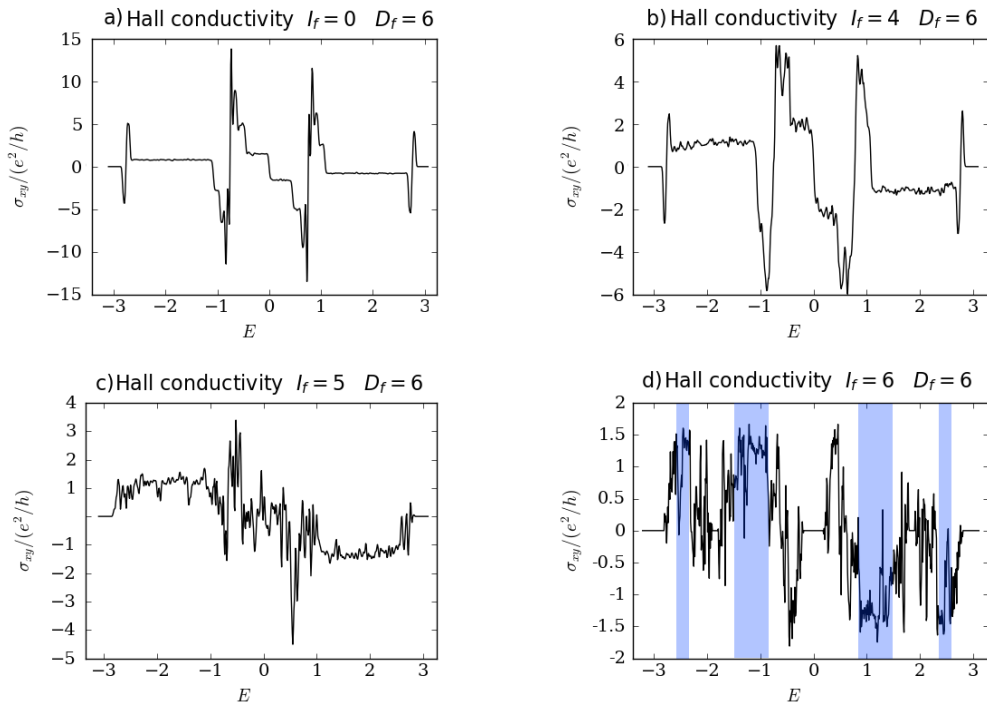 a) Hall conductivity I_f = 0 D_f = 6
15
10
5
0
−5
−10
−15
σ_xy/(e²/h)
−3 −2 −1 0 1 2 3
E
b) Hall conductivity I_f = 4 D_f = 6
6
4
2
0
−2
−4
−6
σ_xy/(e²/h)
−3 −2 −1 0 1 2 3
E
c) Hall conductivity I_f = 5 D_f = 6
4
3
2
1
0
−1
−2
−3
−4
−5
σ_xy/(e²/h)
−3 −2 −1 0 1 2 3
E
d) Hall conductivity I_f = 6 D_f = 6
2
1.5
1
0.5
0
-0.5
-1
-1.5
-2
σ_xy/(e²/h)
−3 −2 −1 0 1 2 3
E